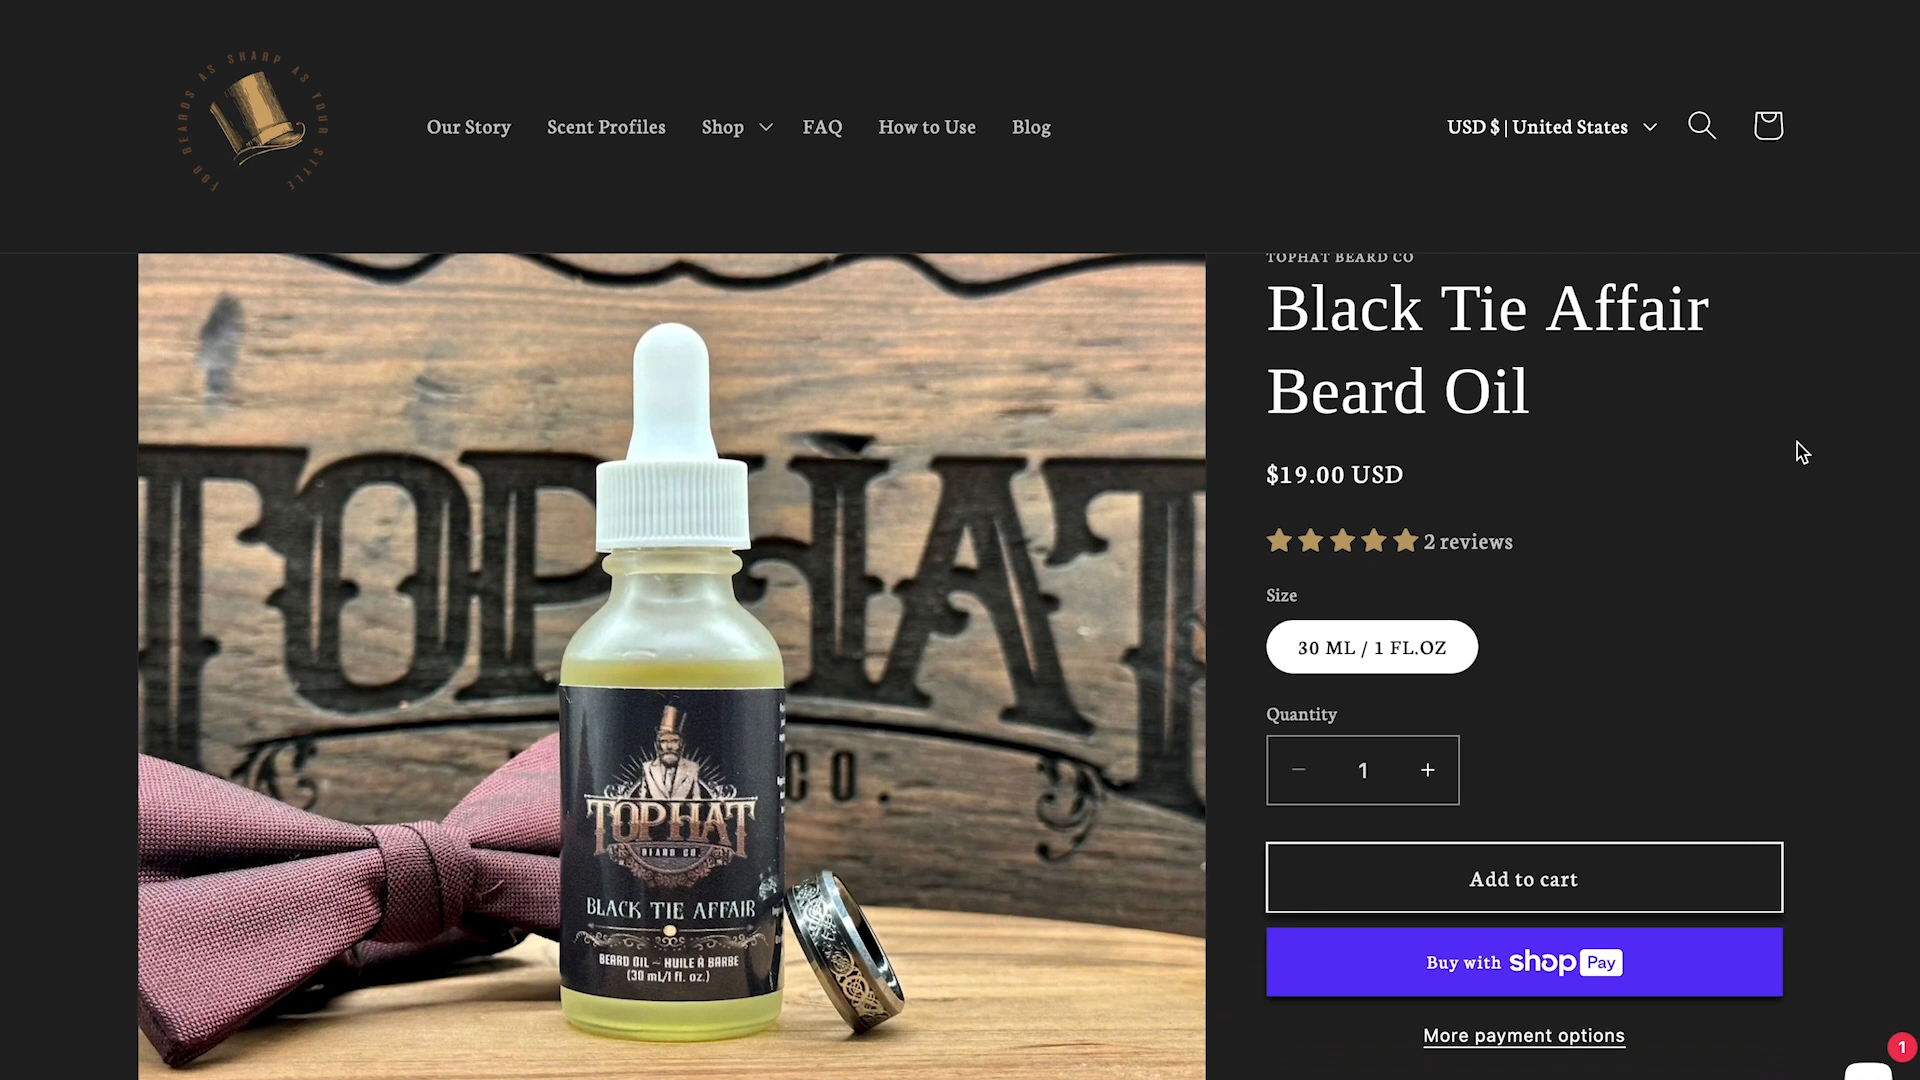 FOR BEARDS AS SHARP AS YOUR STYLE
Our Story
Scent Profiles
Shop
FAQ
How to Use
Blog
USD $ | United States
TOPHAT BEARD CO
Black Tie Affair
Beard Oil
$19.00 USD
2 reviews
Size
30 ML / 1 FL.OZ
Quantity
1
Add to cart
Buy with shop Pay
More payment options
1
TOPHAT
CO.
TOPHAT
BEARD CO.
BLACK TIE AFFAIR
BEARD OIL ~ HUILE À BARBE
(30 mL/1 fl. oz.)